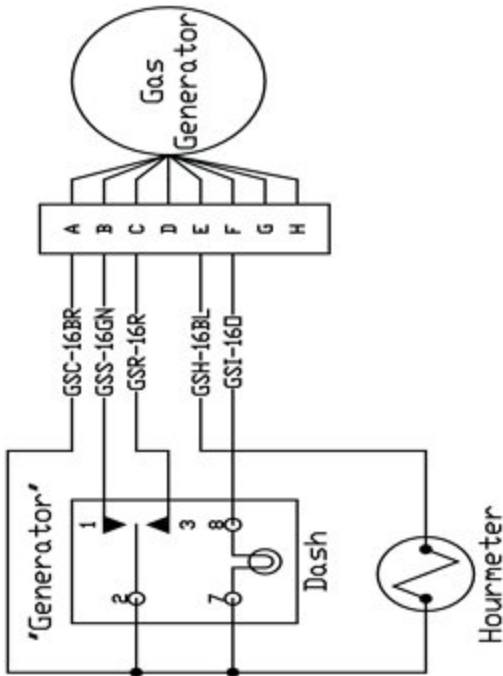 "Generator"
1
2
3
7
8
Dash
Hourmeter
GSC-16BR
GSS-16GN
GSR-16R
GSH-16BL
GSI-16O
A
B
C
D
E
F
G
H
Gas
Generator